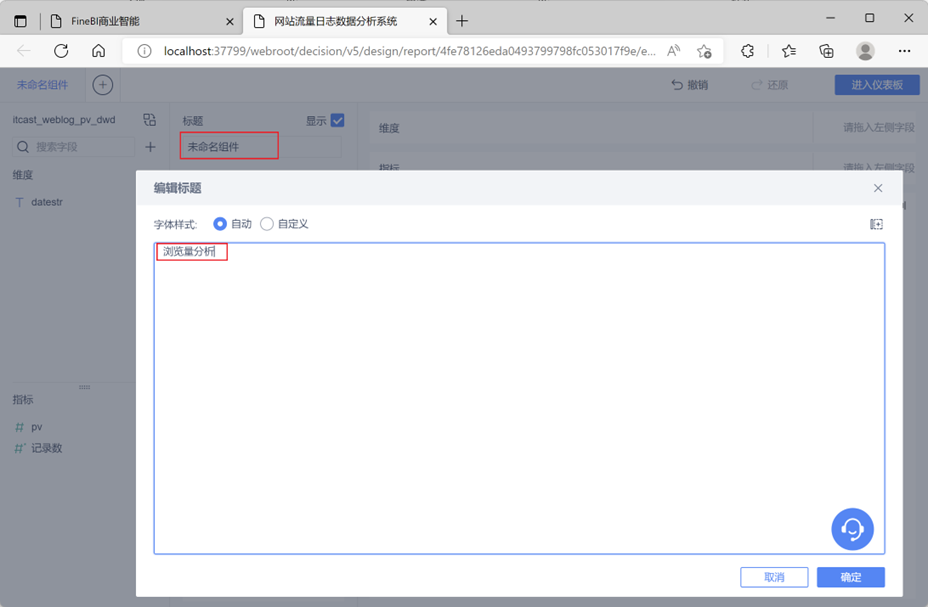 FineBI商业智能
网站流量日志数据分析系统
localhost:37799/webroot/decision/v5/design/report/4fe78126eda0493799798fc053017f9e/e...
未命名组件
撤销
还原
进入仪表板
itcast_weblog_pv_dwd
标题
显示
搜索字段
未命名组件
维度
请拖入左侧字段
指标
请拖入左侧字段
维度
datestr
指标
pv
记录数
编辑标题
字体样式:
自动
自定义
浏览量分析
取消
确定